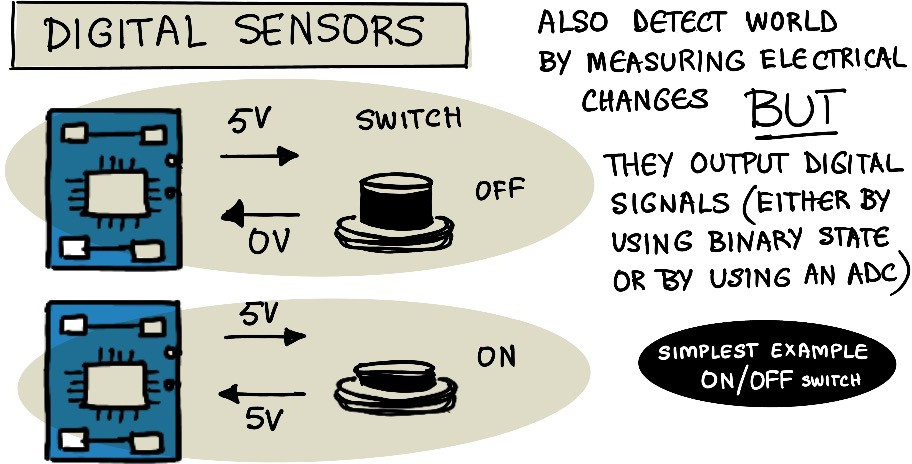 DIGITAL SENSORS
ALSO DETECT WORLD
BY MEASURING ELECTRICAL
CHANGES BUT
THEY OUTPUT DIGITAL
SIGNALS (EITHER BY
USING BINARY STATE
OR BY USING AN ADC)
5V
SWITCH
OFF
0V
5V
ON
5V
SIMPLEST EXAMPLE
ON/OFF SWITCH